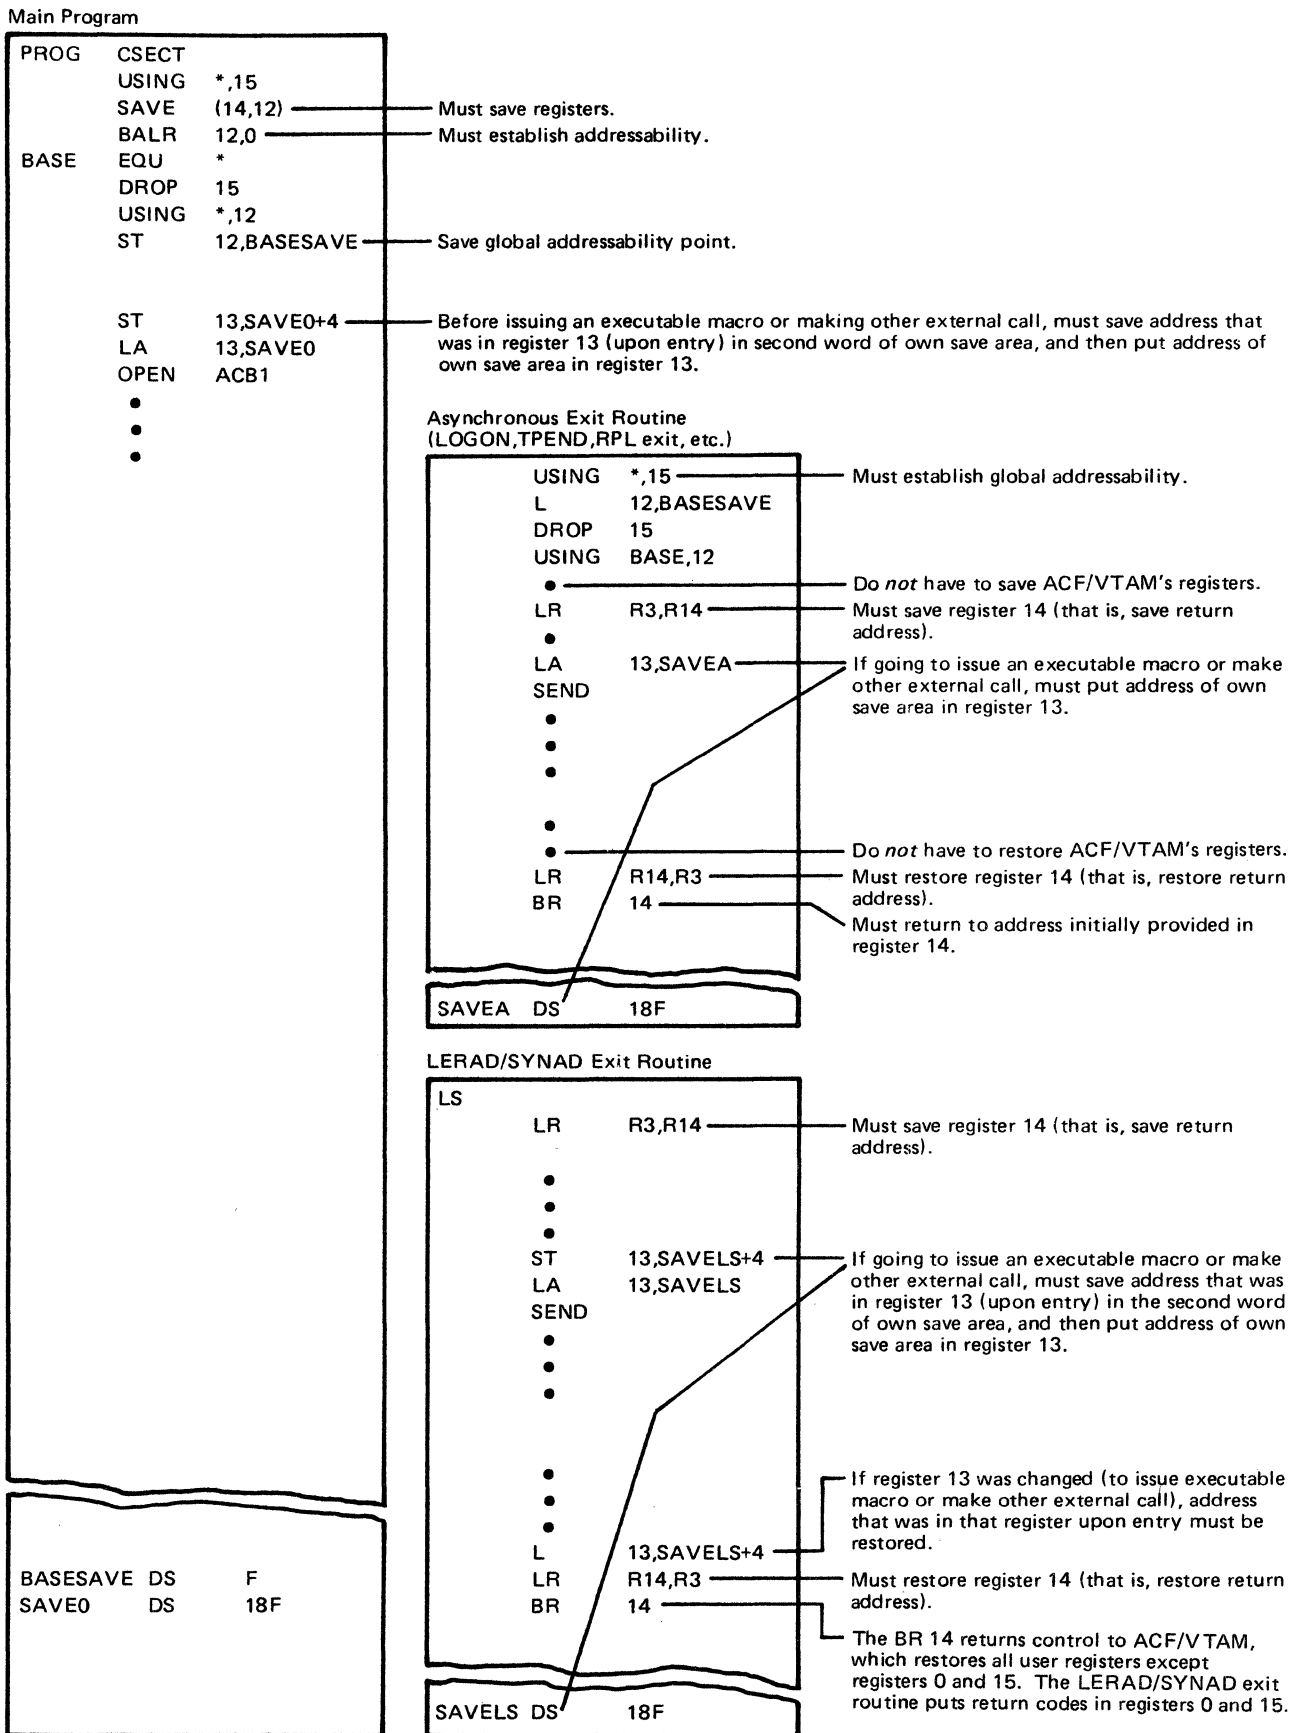 Main Program
PROG CSECT
USING *,15
SAVE (14,12) Must save registers.
BALR 12,0 Must establish addressability.
BASE EQU *
DROP 15
USING *,12
ST 12,BASESAVE Save global addressability point.
ST 13,SAVE0+4 Before issuing an executable macro or making other external call, must save address that
LA 13,SAVE0 was in register 13 (upon entry) in second word of own save area, and then put address of
OPEN ACB1 own save area in register 13.
Asynchronous Exit Routine
(LOGON,TPEND,RPL exit, etc.)
USING *,15 Must establish global addressability.
L 12,BASESAVE
DROP 15
USING BASE,12
Do not have to save ACF/VTAM's registers.
LR R3,R14 Must save register 14 (that is, save return
address).
LA 13,SAVEA If going to issue an executable macro or make
SEND other external call, must put address of own
save area in register 13.
Do not have to restore ACF/VTAM's registers.
LR R14,R3 Must restore register 14 (that is, restore return
BR 14 address).
Must return to address initially provided in
register 14.
SAVEA DS 18F
LERAD/SYNAD Exit Routine
LS
LR R3,R14 Must save register 14 (that is, save return
address).
ST 13,SAVELS+4 If going to issue an executable macro or make
LA 13,SAVELS other external call, must save address that was
SEND in register 13 (upon entry) in the second word
of own save area, and then put address of own
save area in register 13.
If register 13 was changed (to issue executable
macro or make other external call), address
that was in that register upon entry must be
restored.
L 13,SAVELS+4
LR R14,R3 Must restore register 14 (that is, restore return
BR 14 address).
The BR 14 returns control to ACF/VTAM,
which restores all user registers except
registers 0 and 15. The LERAD/SYNAD exit
routine puts return codes in registers 0 and 15.
SAVELS DS 18F
BASESAVE DS F
SAVE0 DS 18F